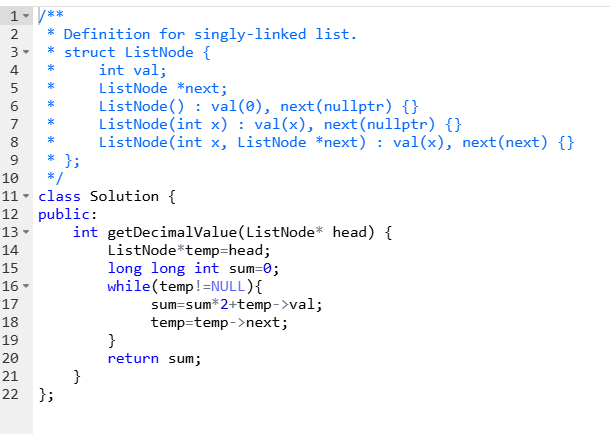 1 /**
2  * Definition for singly-linked list.
3  * struct ListNode {
4  *     int val;
5  *     ListNode *next;
6  *     ListNode() : val(0), next(nullptr) {}
7  *     ListNode(int x) : val(x), next(nullptr) {}
8  *     ListNode(int x, ListNode *next) : val(x), next(next) {}
9  * };
10  */
11 class Solution {
12 public:
13     int getDecimalValue(ListNode* head) {
14         ListNode*temp=head;
15         long long int sum=0;
16         while(temp!=NULL){
17              sum=sum*2+temp->val;
18              temp=temp->next;
19         }
20         return sum;
21     }
22 };